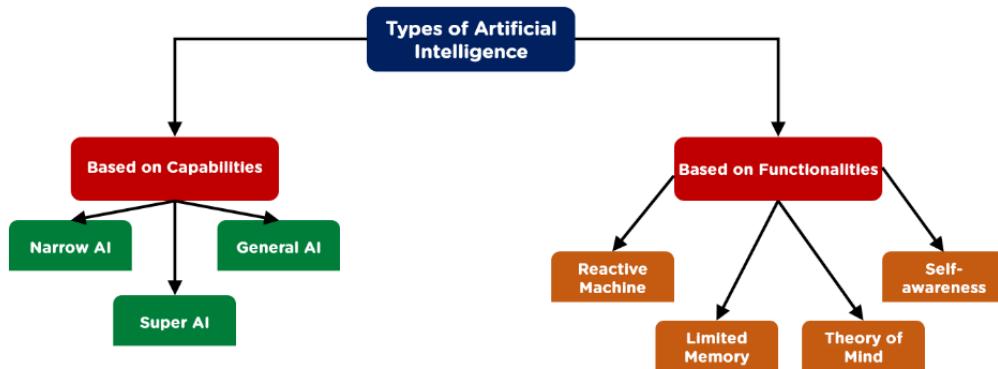 Types of Artificial
Intelligence
Based on Capabilities
Based on Functionalities
Narrow AI
General AI
Super AI
Reactive
Machine
Self-
awareness
Limited
Memory
Theory of
Mind